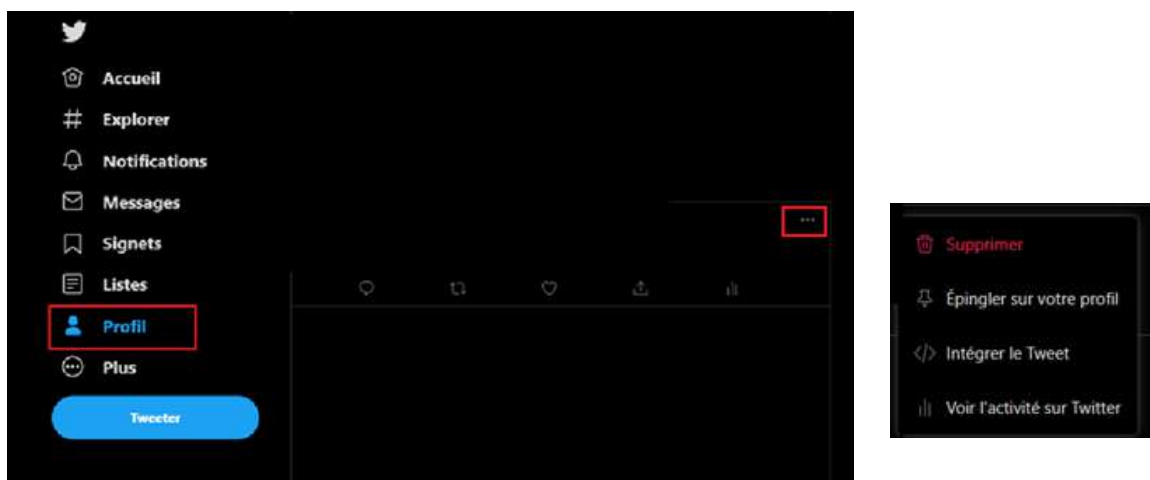 Accueil
Explorer
Notifications
Messages
Signets
Listes
Profil
Plus
Tweeter
Supprimer
Épingler sur votre profil
Intégrer le Tweet
Voir l'activité sur Twitter